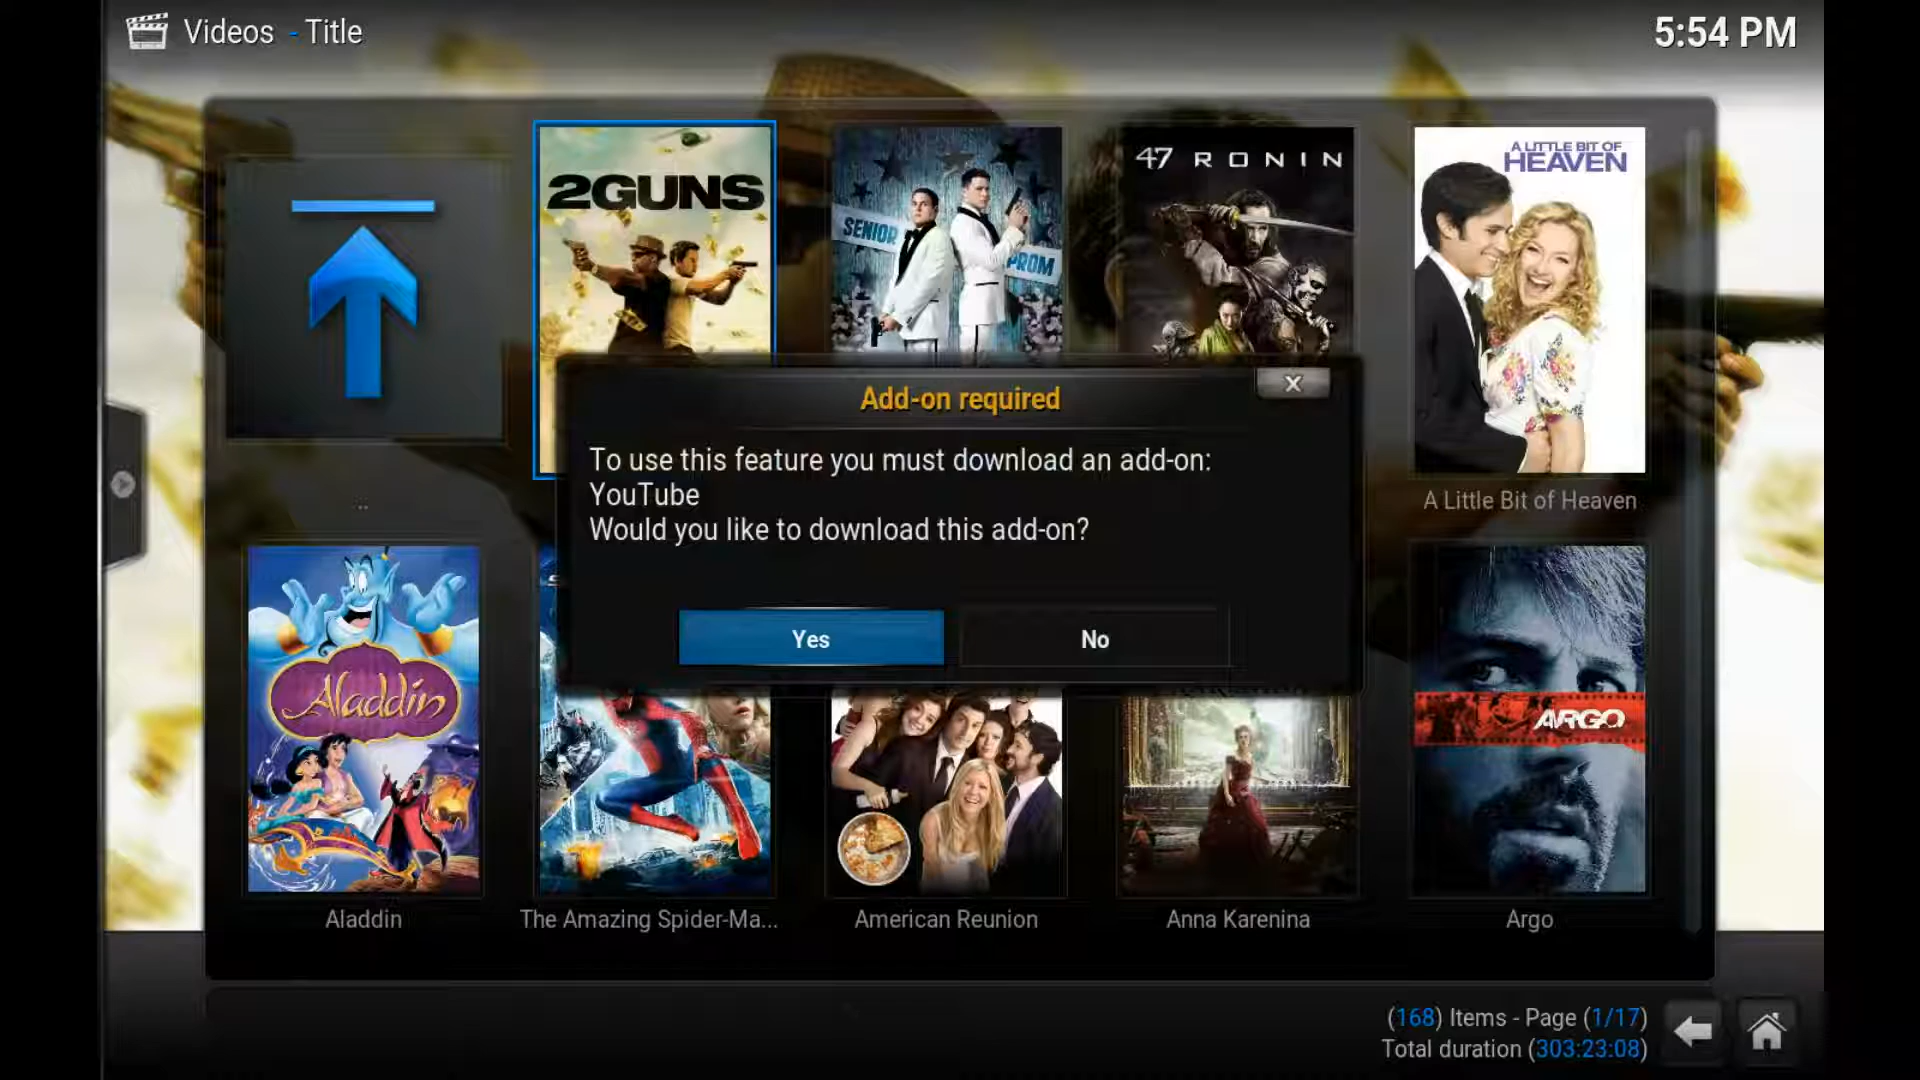 Videos - Title
5:54 PM
2GUNS
SENIOR
PROM
47 RONIN
A LITTLE BIT OF
HEAVEN
Add-on required
X
To use this feature you must download an add-on:
YouTube
Would you like to download this add-on?
Yes
No
..
A Little Bit of Heaven
Aladdin
ARGO
Aladdin
The Amazing Spider-Ma...
American Reunion
Anna Karenina
Argo
(168) Items - Page (1/17)
Total duration (303:23:08)